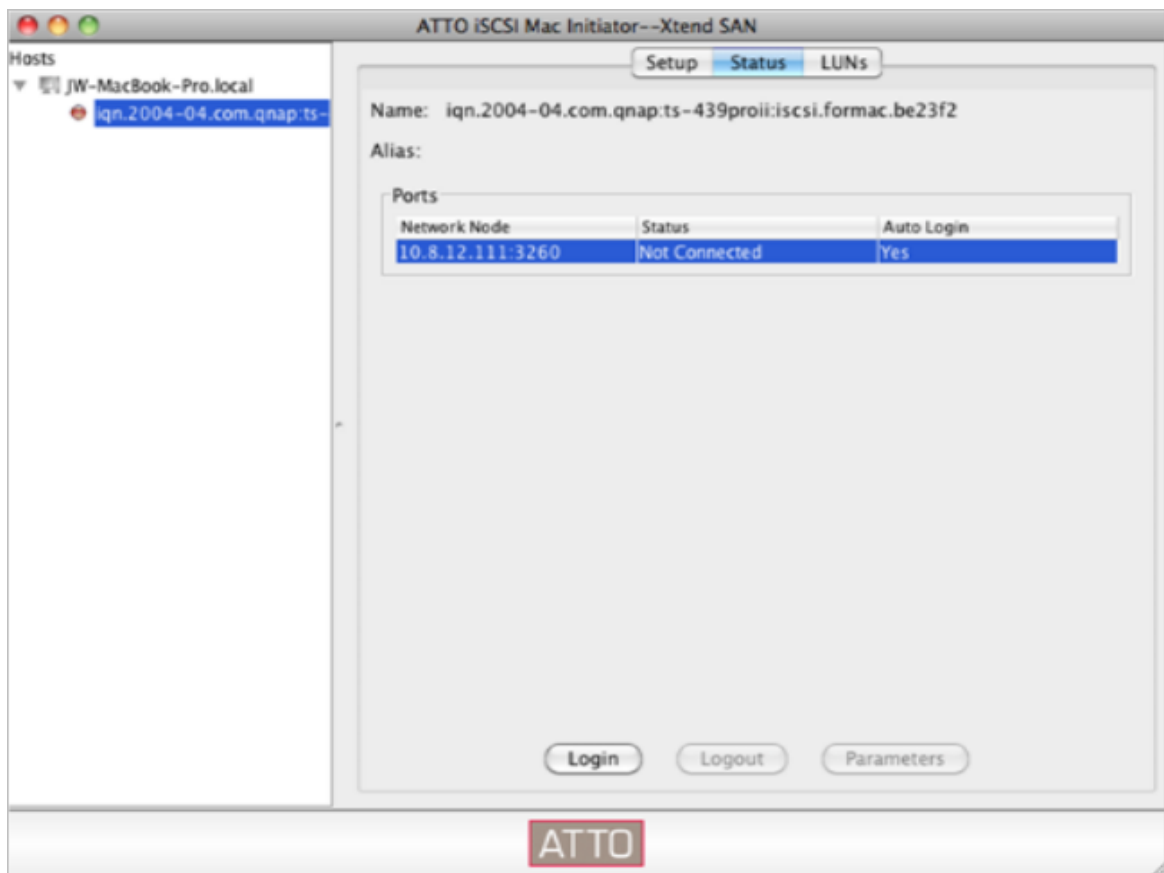 ATTO iSCSI Mac Initiator--Xtend SAN
Hosts
JW-MacBook-Pro.local
iqn.2004-04.com.qnap:ts-
Setup Status LUNs
Name: iqn.2004-04.com.qnap:ts-439proii:iscsi.formac.be23f2
Alias:
Ports
Network Node Status Auto Login
10.8.12.111:3260 Not Connected Yes
Login Logout Parameters
ATTO